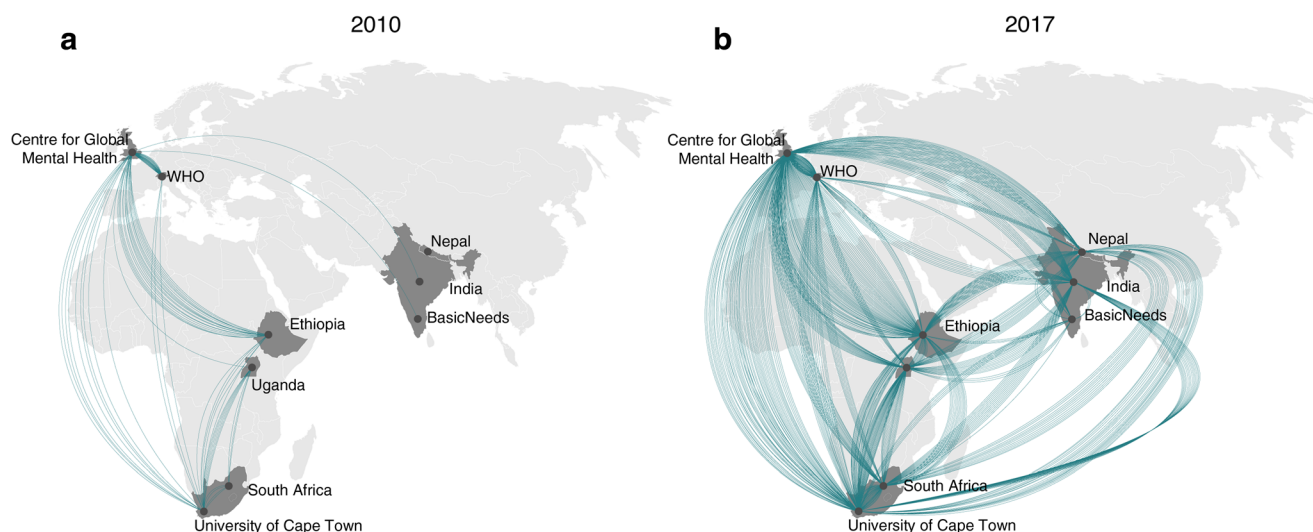 a
2010
Centre for Global
Mental Health
WHO
Nepal
India
BasicNeeds
Ethiopia
Uganda
South Africa
University of Cape Town
b
2017
Centre for Global
Mental Health
WHO
Nepal
India
BasicNeeds
Ethiopia
South Africa
University of Cape Town